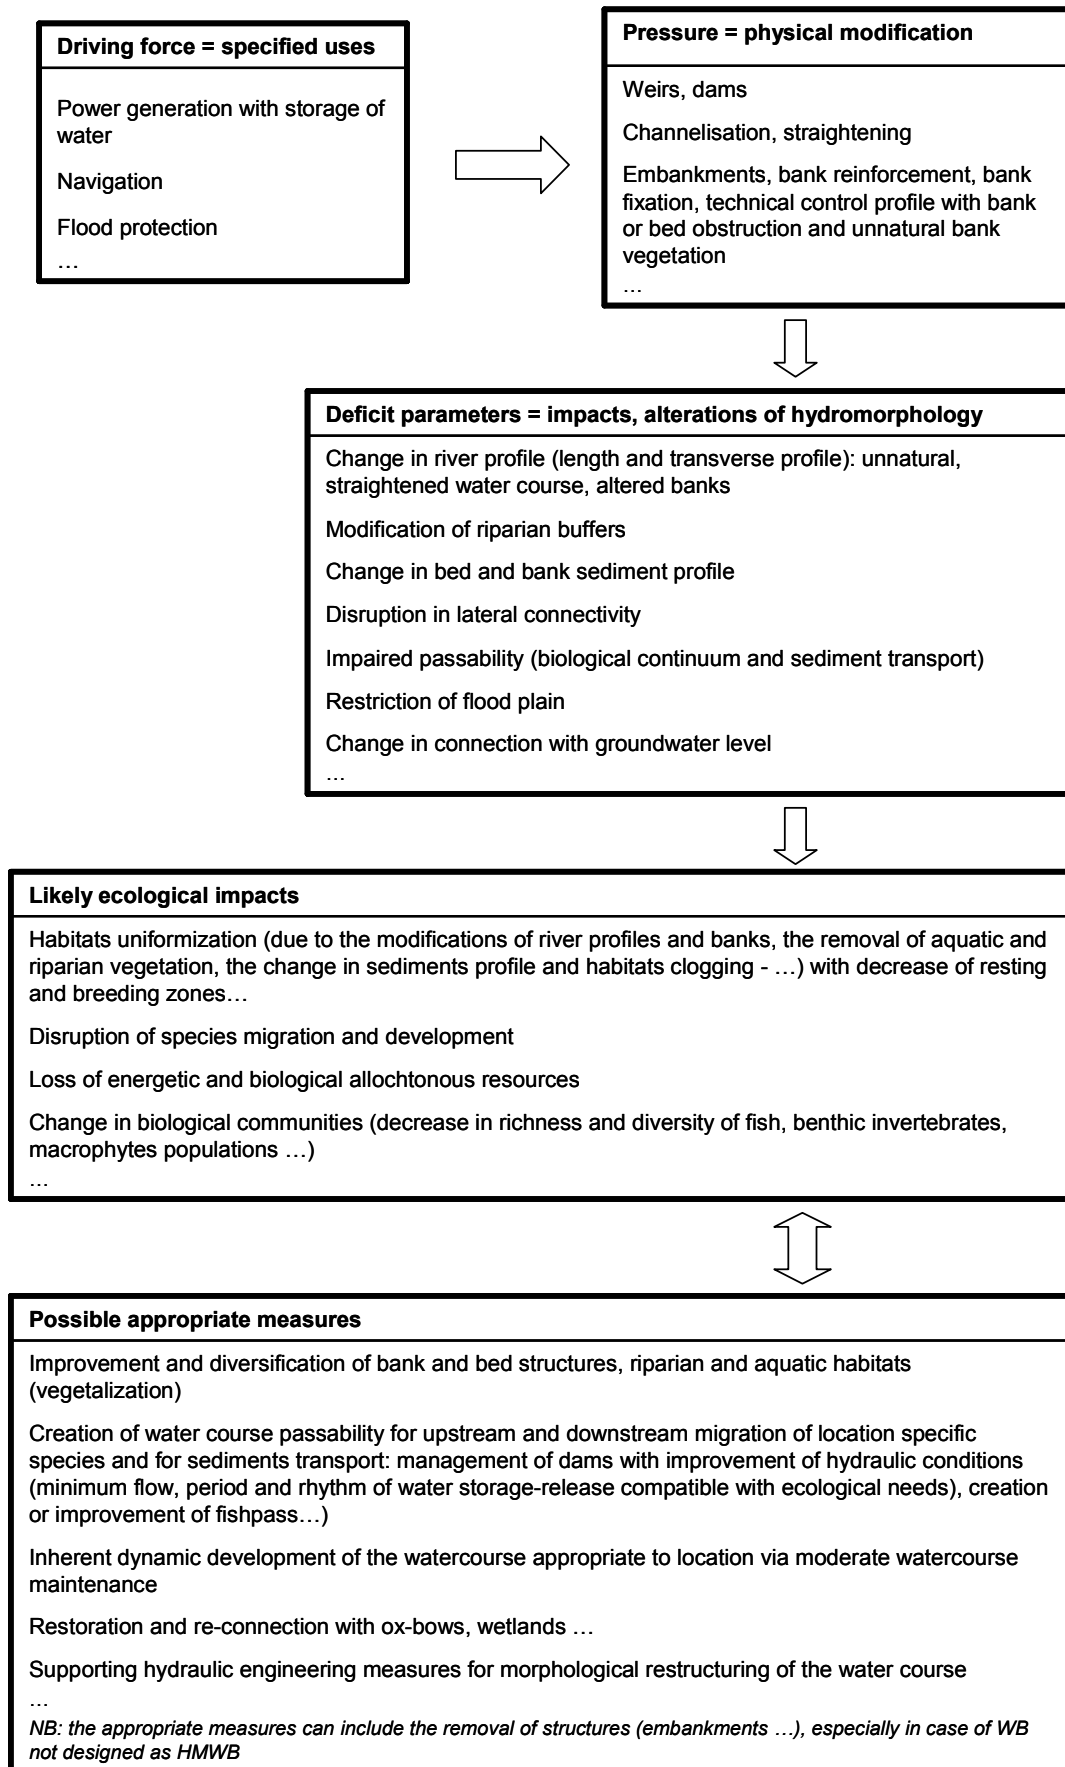 Driving force = specified uses
Power generation with storage of
water
Navigation
Flood protection
…
Pressure = physical modification
Weirs, dams
Channelisation, straightening
Embankments, bank reinforcement, bank
fixation, technical control profile with bank
or bed obstruction and unnatural bank
vegetation
…
Deficit parameters = impacts, alterations of hydromorphology
Change in river profile (length and transverse profile): unnatural,
straightened water course, altered banks
Modification of riparian buffers
Change in bed and bank sediment profile
Disruption in lateral connectivity
Impaired passability (biological continuum and sediment transport)
Restriction of flood plain
Change in connection with groundwater level
…
Likely ecological impacts
Habitats uniformization (due to the modifications of river profiles and banks, the removal of aquatic and
riparian vegetation, the change in sediments profile and habitats clogging - …) with decrease of resting
and breeding zones…
Disruption of species migration and development
Loss of energetic and biological allochtonous resources
Change in biological communities (decrease in richness and diversity of fish, benthic invertebrates,
macrophytes populations …)
…
Possible appropriate measures
Improvement and diversification of bank and bed structures, riparian and aquatic habitats
(vegetalization)
Creation of water course passability for upstream and downstream migration of location specific
species and for sediments transport: management of dams with improvement of hydraulic conditions
(minimum flow, period and rhythm of water storage-release compatible with ecological needs), creation
or improvement of fishpass…)
Inherent dynamic development of the watercourse appropriate to location via moderate watercourse
maintenance
Restoration and re-connection with ox-bows, wetlands …
Supporting hydraulic engineering measures for morphological restructuring of the water course
…
NB: the appropriate measures can include the removal of structures (embankments …), especially in case of WB
not designed as HMWB